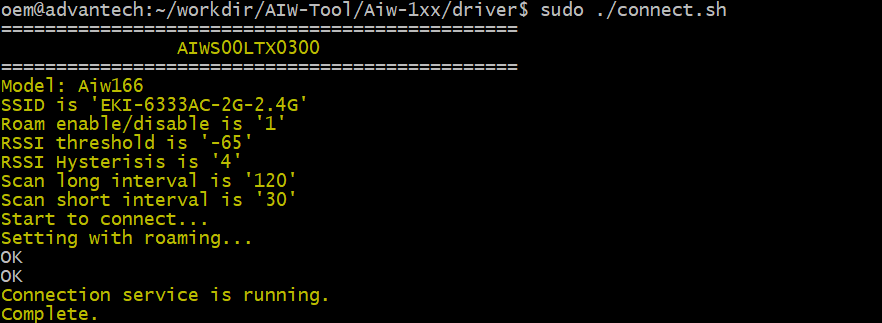 oem@advantech:~/workdir/AIW-Tool/Aiw-1xx/driver$ sudo ./connect.sh
===============================================
AIWS00LTX0300
===============================================
Model: Aiw166
SSID is 'EKI-6333AC-2G-2.4G'
Roam enable/disable is '1'
RSSI threshold is '-65'
RSSI Hysterisis is '4'
Scan long interval is '120'
Scan short interval is '30'
Start to connect...
Setting with roaming...
OK
OK
Connection service is running.
Complete.